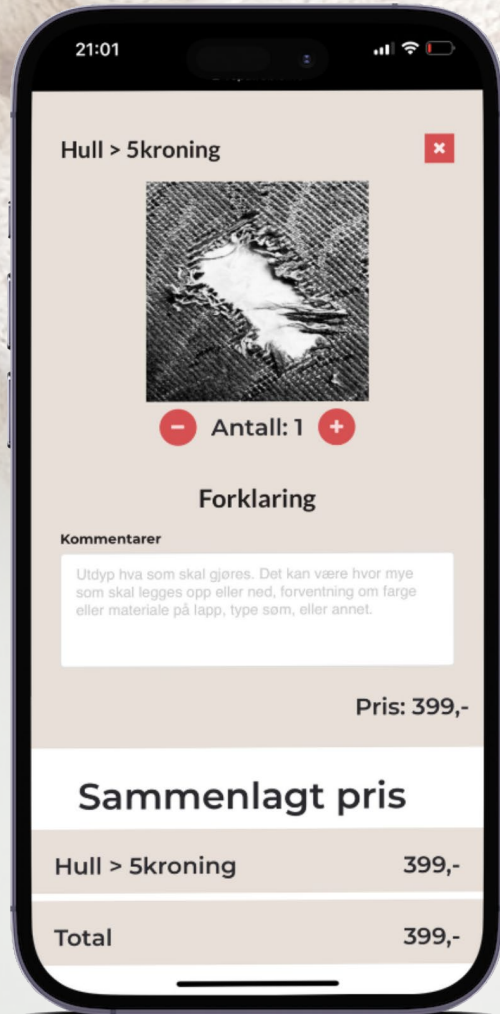 21:01
Hull > 5kroning
Antall: 1
Forklaring
Kommentarer
Utdyp hva som skal gjøres. Det kan være hvor mye
som skal legges opp eller ned, forventning om farge
eller materiale på lapp, type søm, eller annet.
Pris: 399,-
Sammenlagt pris
Hull > 5kroning 399,-
Total 399,-